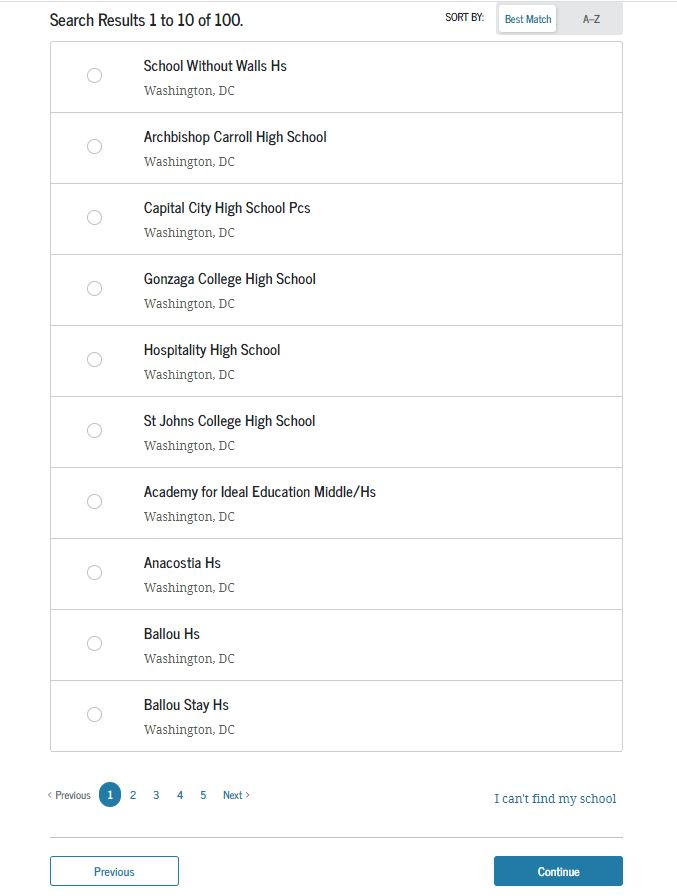 Search Results 1 to 10 of 100.
SORT BY: Best Match A–Z
School Without Walls Hs
Washington, DC
Archbishop Carroll High School
Washington, DC
Capital City High School Pcs
Washington, DC
Gonzaga College High School
Washington, DC
Hospitality High School
Washington, DC
St Johns College High School
Washington, DC
Academy for Ideal Education Middle/Hs
Washington, DC
Anacostia Hs
Washington, DC
Ballou Hs
Washington, DC
Ballou Stay Hs
Washington, DC
‹ Previous 1 2 3 4 5 Next ›
I can't find my school
Previous
Continue